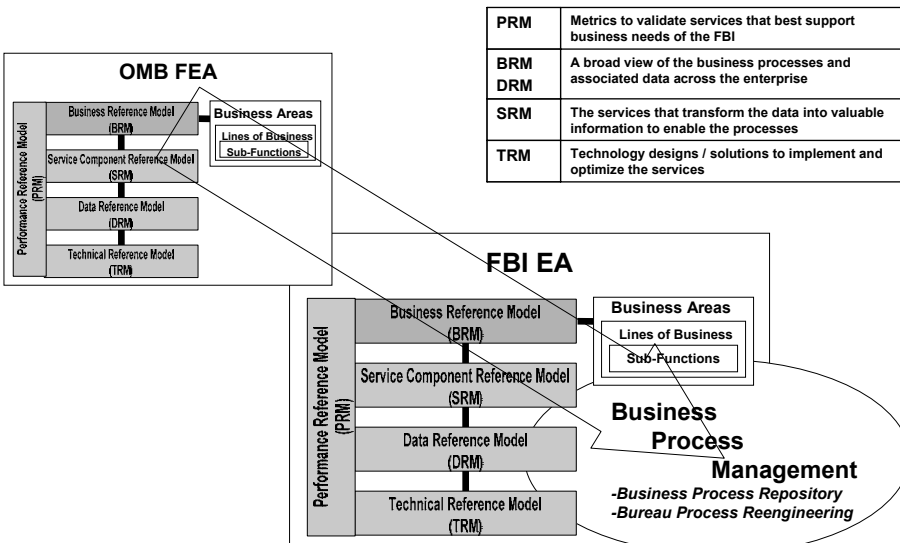 PRM Metrics to validate services that best support
business needs of the FBI
BRM A broad view of the business processes and
DRM associated data across the enterprise
SRM The services that transform the data into valuable
information to enable the processes
TRM Technology designs / solutions to implement and
optimize the services
OMB FEA
Performance Reference Model
(PRM)
Business Reference Model
(BRM)
Service Component Reference Model
(SRM)
Data Reference Model
(DRM)
Technical Reference Model
(TRM)
Business Areas
Lines of Business
Sub-Functions
FBI EA
Performance Reference Model
(PRM)
Business Reference Model
(BRM)
Service Component Reference Model
(SRM)
Data Reference Model
(DRM)
Technical Reference Model
(TRM)
Business Areas
Lines of Business
Sub-Functions
Business
Process
Management
-Business Process Repository
-Bureau Process Reengineering